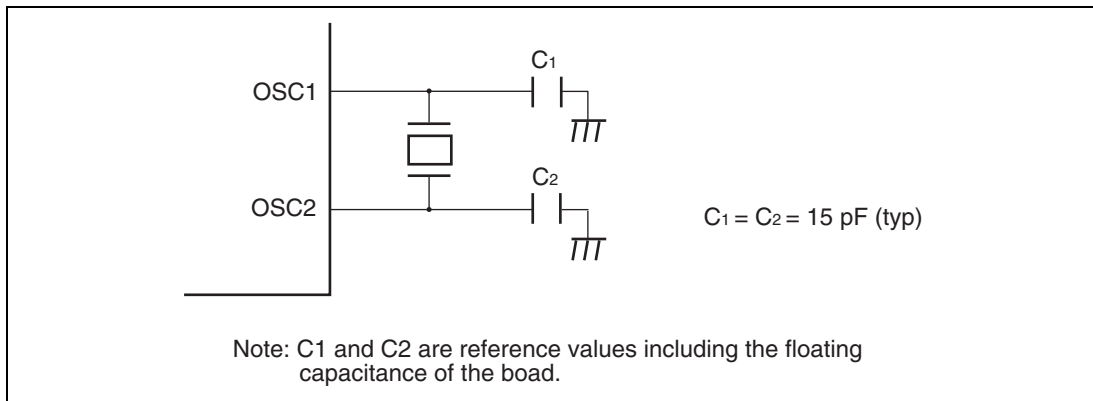 C1
OSC1
C2
OSC2
C1 = C2 = 15 pF (typ)
Note: C1 and C2 are reference values including the floating
capacitance of the boad.